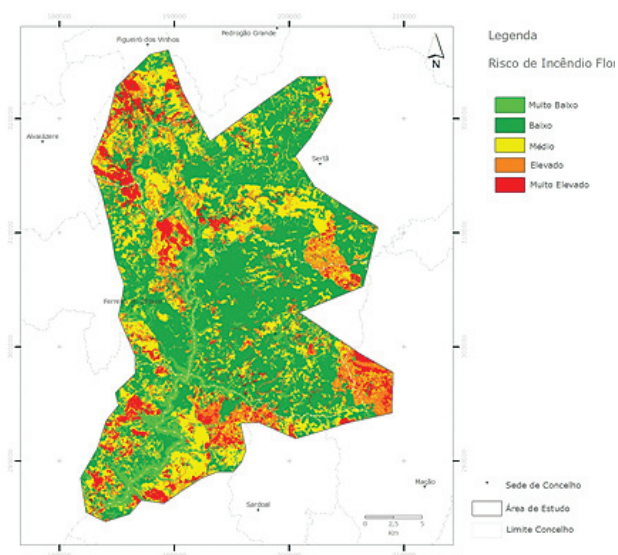 Figueiró dos Vinhos
Pedrogão Grande
Alvaiázere
Sertã
Mação
Sardoal
N
0 2,5 5
Km
Legenda
Risco de Incêndio Flor
Muito Baixo
Baixo
Médio
Elevado
Muito Elevado
Sede de Concelho
Área de Estudo
Limite Concelho